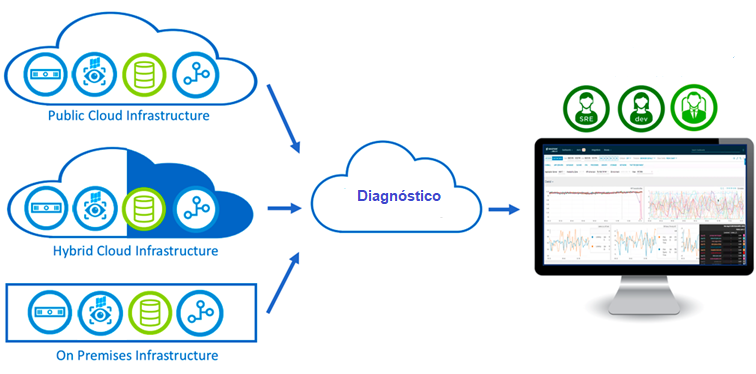 Public Cloud Infrastructure
Hybrid Cloud Infrastructure
On Premises Infrastructure
Diagnóstico
SRE
dev